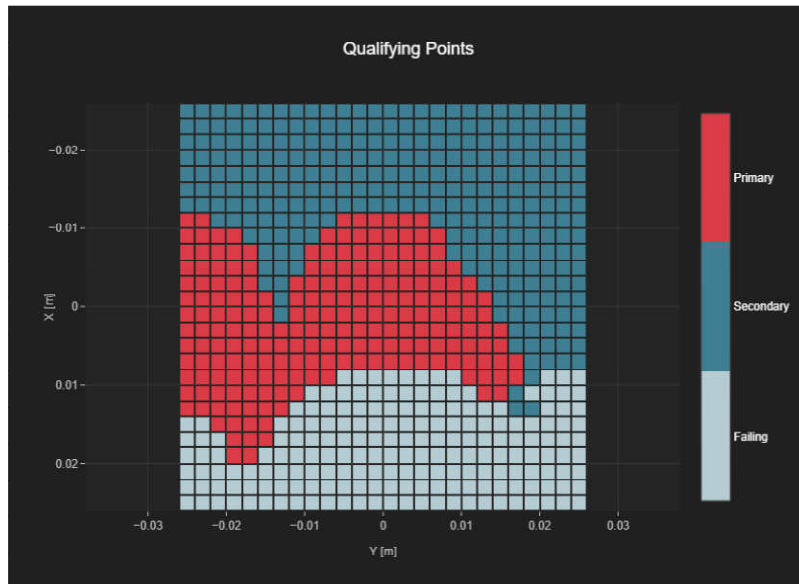 Qualifying Points
−0.02
−0.01
0
0.01
0.02
X [m]
−0.03
−0.02
−0.01
0
0.01
0.02
0.03
Y [m]
Primary
Secondary
Failing